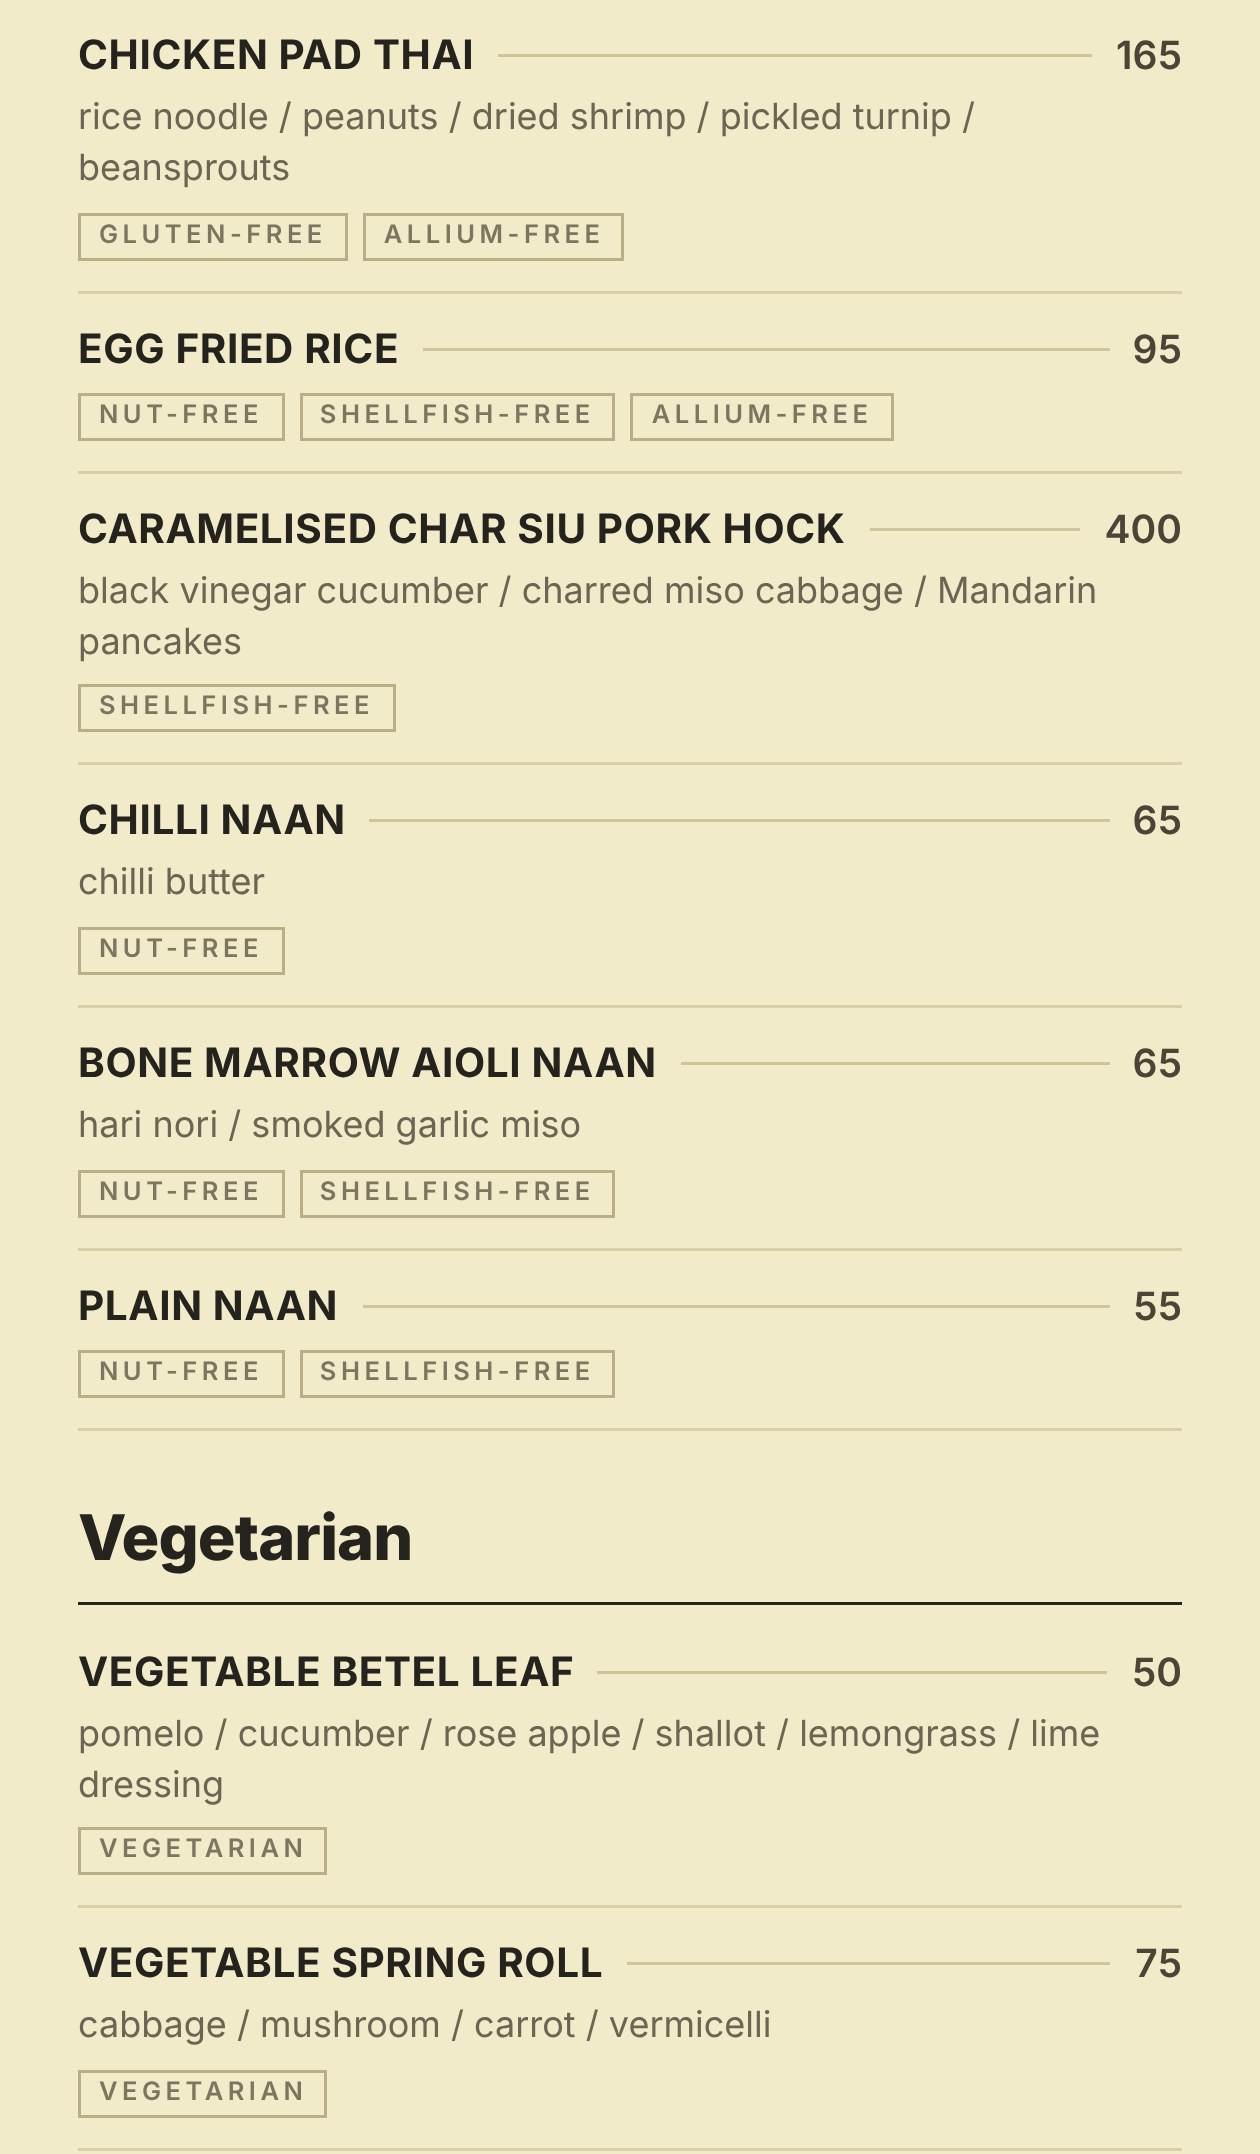 CHICKEN PAD THAI 165
rice noodle / peanuts / dried shrimp / pickled turnip /
beansprouts
GLUTEN-FREE ALLIUM-FREE
EGG FRIED RICE 95
NUT-FREE SHELLFISH-FREE ALLIUM-FREE
CARAMELISED CHAR SIU PORK HOCK 400
black vinegar cucumber / charred miso cabbage / Mandarin
pancakes
SHELLFISH-FREE
CHILLI NAAN 65
chilli butter
NUT-FREE
BONE MARROW AIOLI NAAN 65
hari nori / smoked garlic miso
NUT-FREE SHELLFISH-FREE
PLAIN NAAN 55
NUT-FREE SHELLFISH-FREE
Vegetarian
VEGETABLE BETEL LEAF 50
pomelo / cucumber / rose apple / shallot / lemongrass / lime
dressing
VEGETARIAN
VEGETABLE SPRING ROLL 75
cabbage / mushroom / carrot / vermicelli
VEGETARIAN